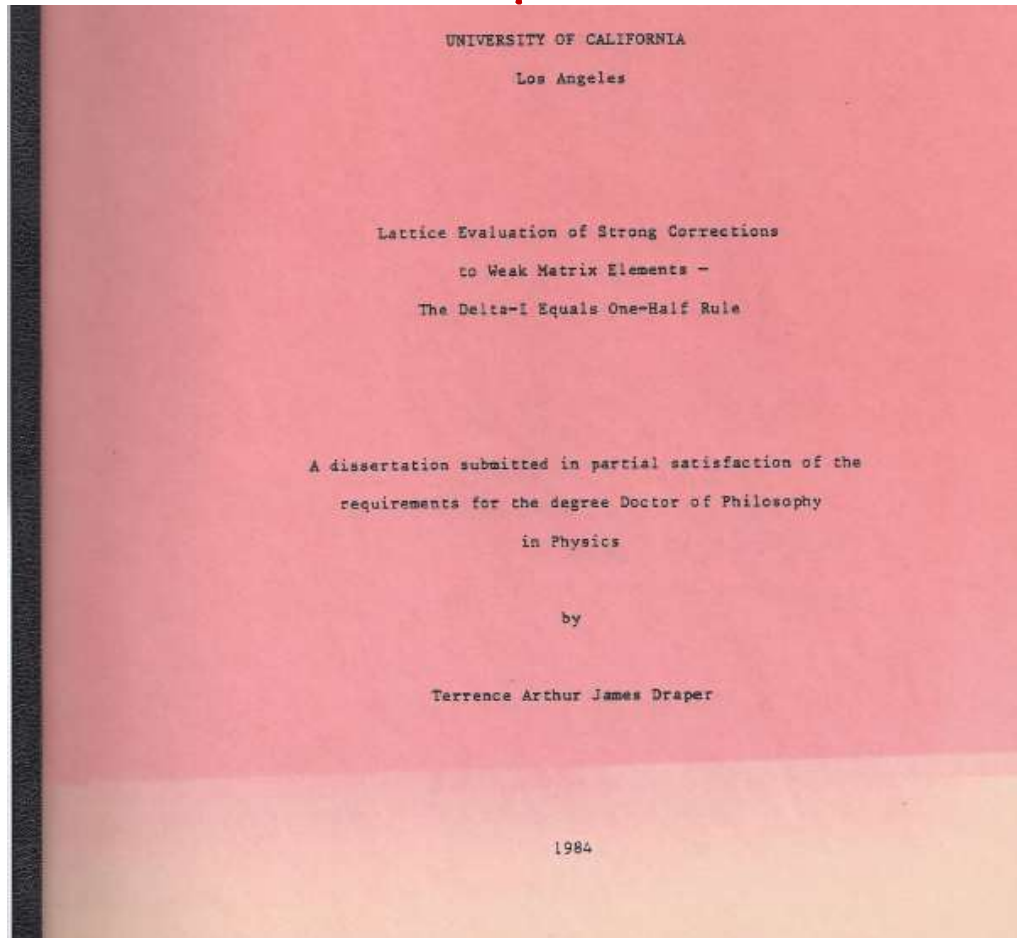 UNIVERSITY OF CALIFORNIA
Los Angeles
Lattice Evaluation of Strong Corrections
to Weak Matrix Elements -
The Delta-I Equals One-Half Rule
A dissertation submitted in partial satisfaction of the
requirements for the degree Doctor of Philosophy
in Physics
by
Terrence Arthur James Draper
1984